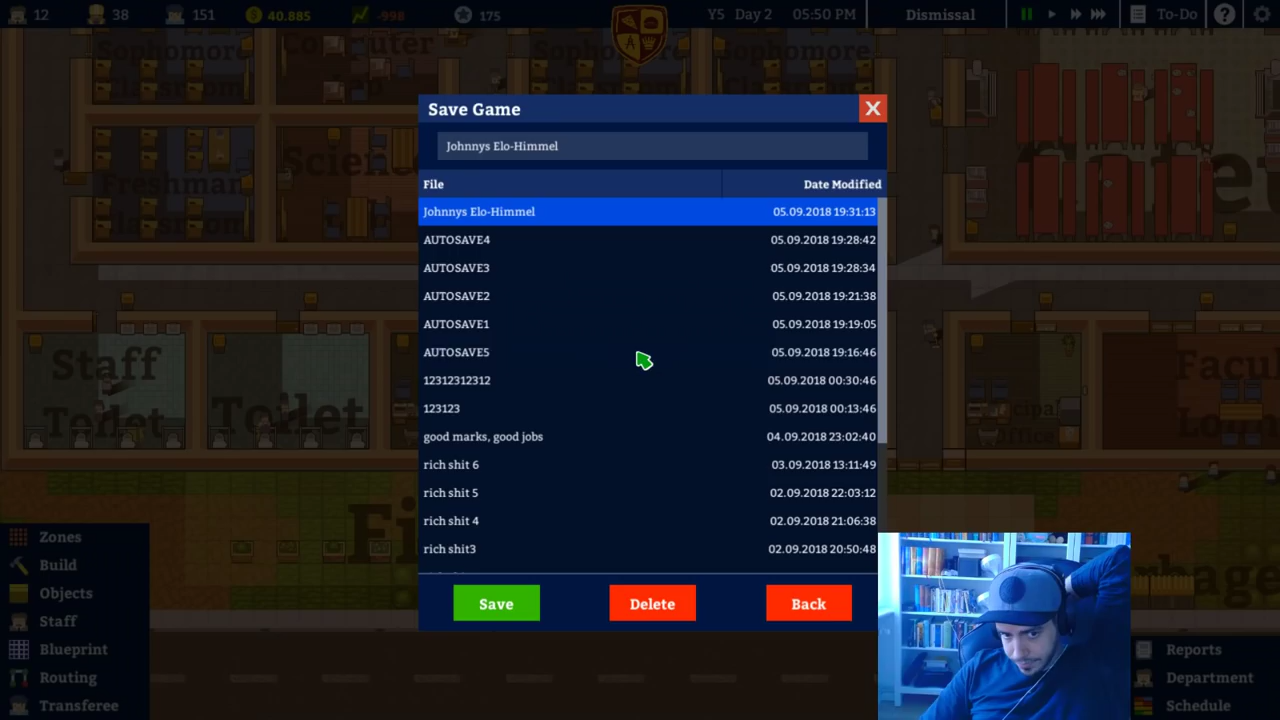 12 38 151 40.885 -998 175 Y5 Day 2 05:50 PM Dismissal To-Do ?
Sophomore Computer Sophomore
Freshman Scien
Classroom
Save Game X
Johnnys Elo-Himmel
File Date Modified
Johnnys Elo-Himmel 05.09.2018 19:31:13
AUTOSAVE4 05.09.2018 19:28:42
AUTOSAVE3 05.09.2018 19:28:34
AUTOSAVE2 05.09.2018 19:21:38
AUTOSAVE1 05.09.2018 19:19:05
AUTOSAVE5 05.09.2018 19:16:46
12312312312 05.09.2018 00:30:46
123123 05.09.2018 00:13:46
good marks, good jobs 04.09.2018 23:02:40
rich shit 6 03.09.2018 13:11:49
rich shit 5 02.09.2018 22:03:12
rich shit 4 02.09.2018 21:06:38
rich shit3 02.09.2018 20:50:48
Save Delete Back
Staff
Toilet
Toilet
Zones
Build
Objects
Staff
Blueprint
Routing
Transferee
Reports
Department
Schedule